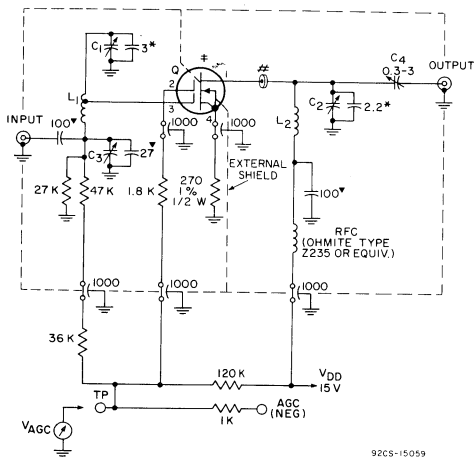 C1
3*
Q
‡
#
C4
0.3-3
OUTPUT
2
3
4
L1
INPUT
100▼
C3
27▼
1000
1000
C2
2.2*
L2
EXTERNAL
SHIELD
27 K
47K
1.8 K
270
1%
1/2 W
100▼
RFC
(OHMITE TYPE
Z235 OR EQUIV.)
1000
1000
1000
36 K
120K
VDD
15 V
TP
1K
AGC
(NEG)
VAGC
92CS-15059